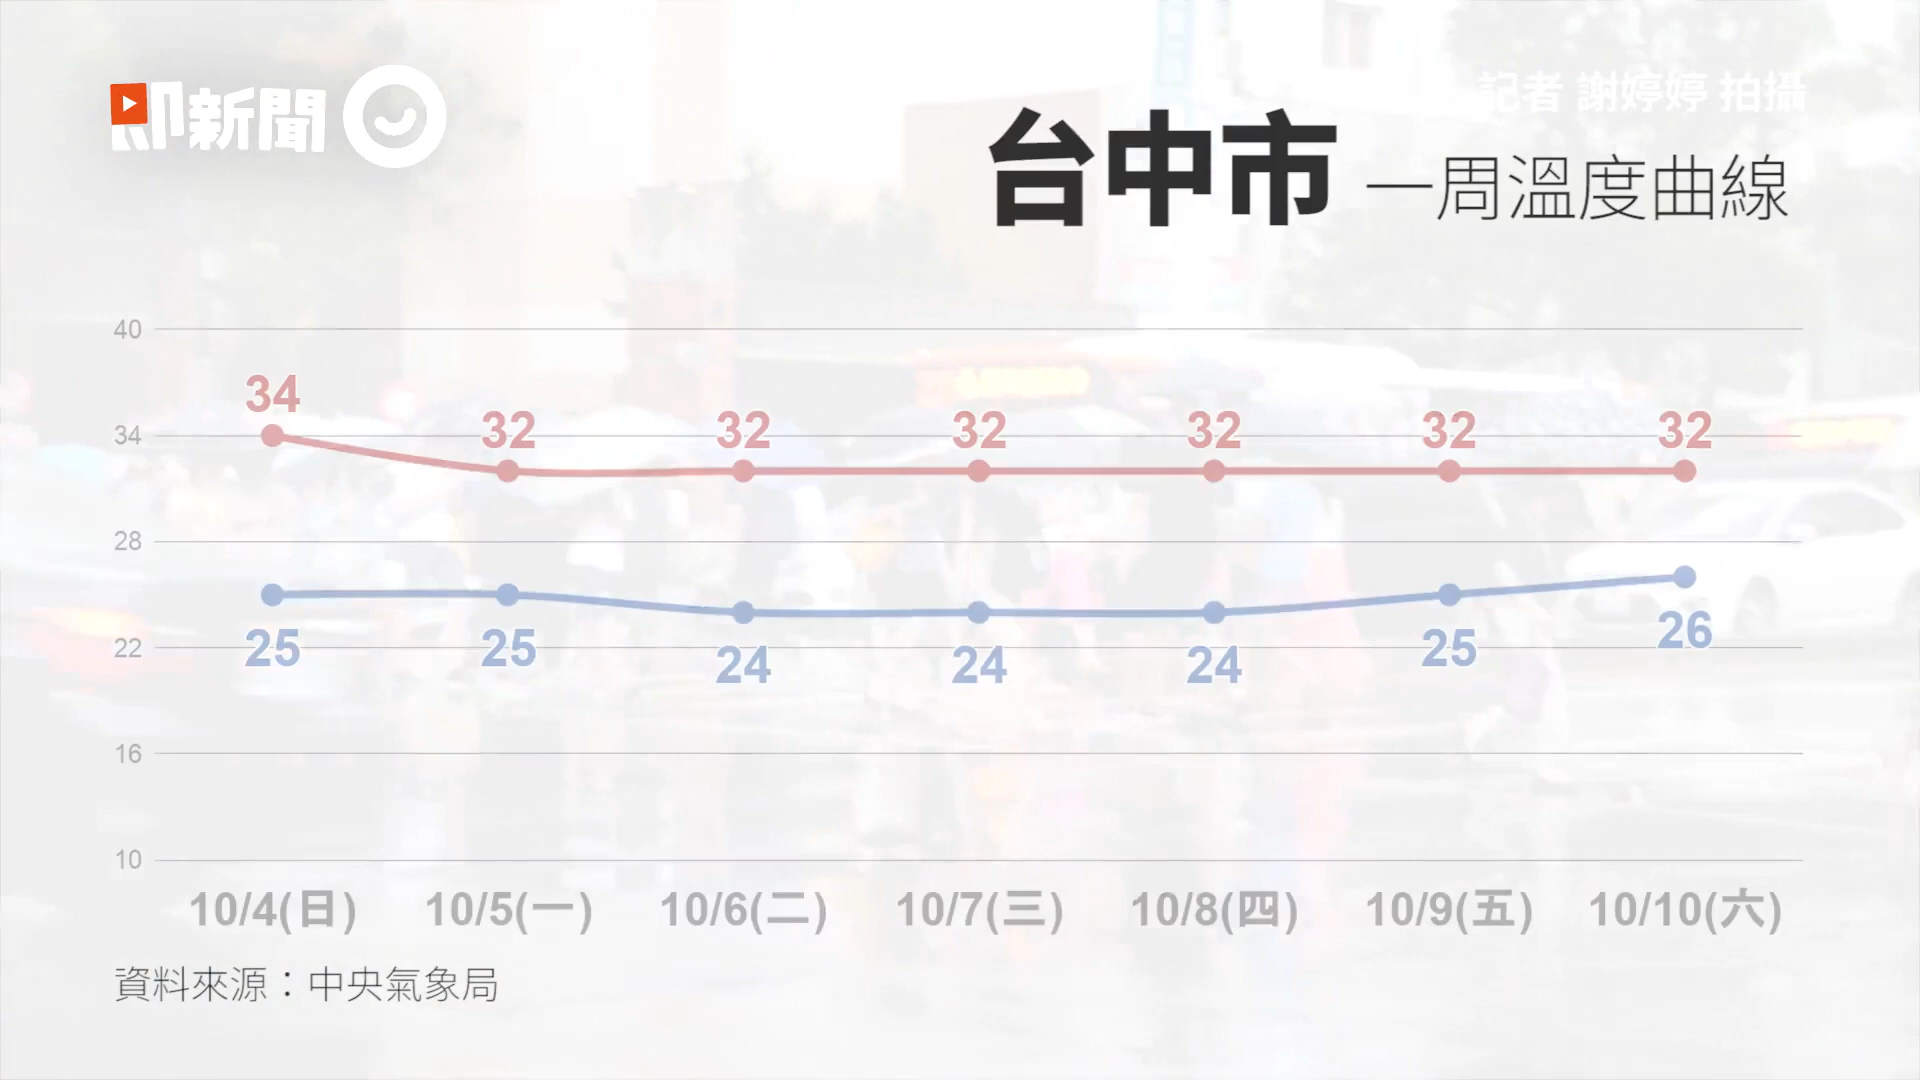 即新聞
記者 謝婷婷 拍攝
台中市 一周溫度曲線
40
34
28
22
16
10
34 32 32 32 32 32 32
25 25 24 24 24 25 26
10/4(日) 10/5(一) 10/6(二) 10/7(三) 10/8(四) 10/9(五) 10/10(六)
資料來源：中央氣象局